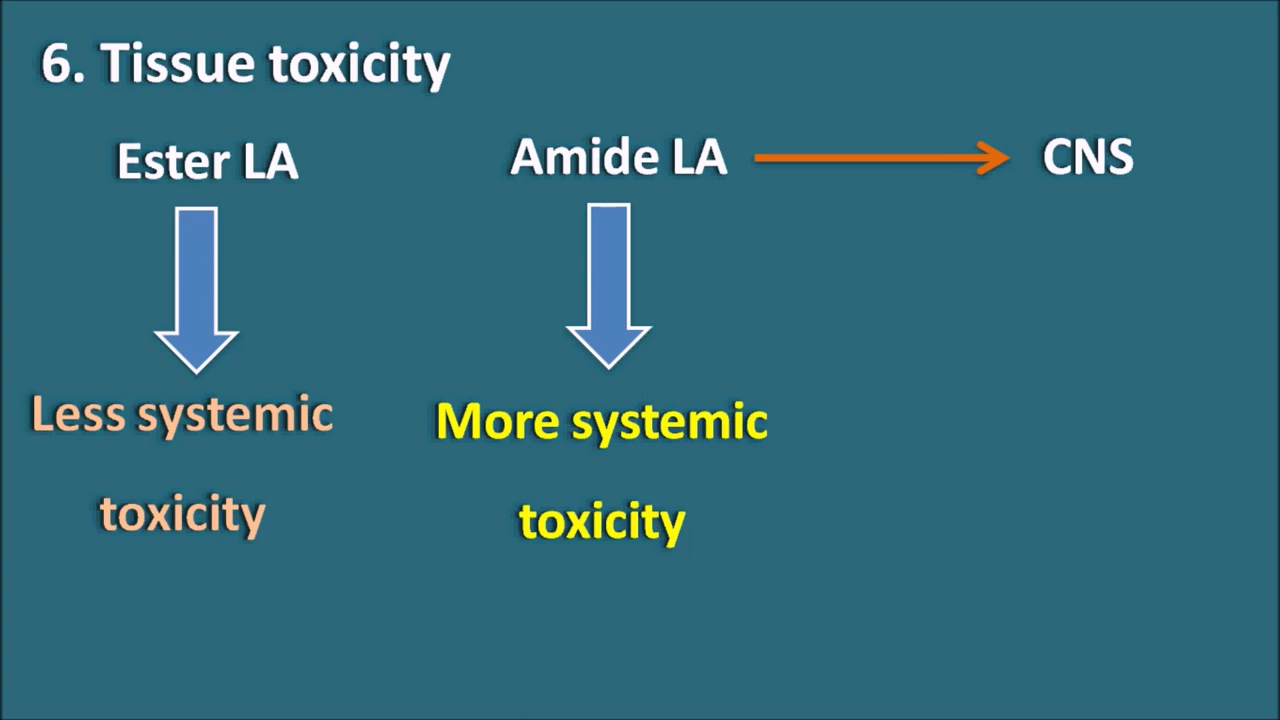 6. Tissue toxicity
Ester LA
Amide LA
CNS
Less systemic
toxicity
More systemic
toxicity